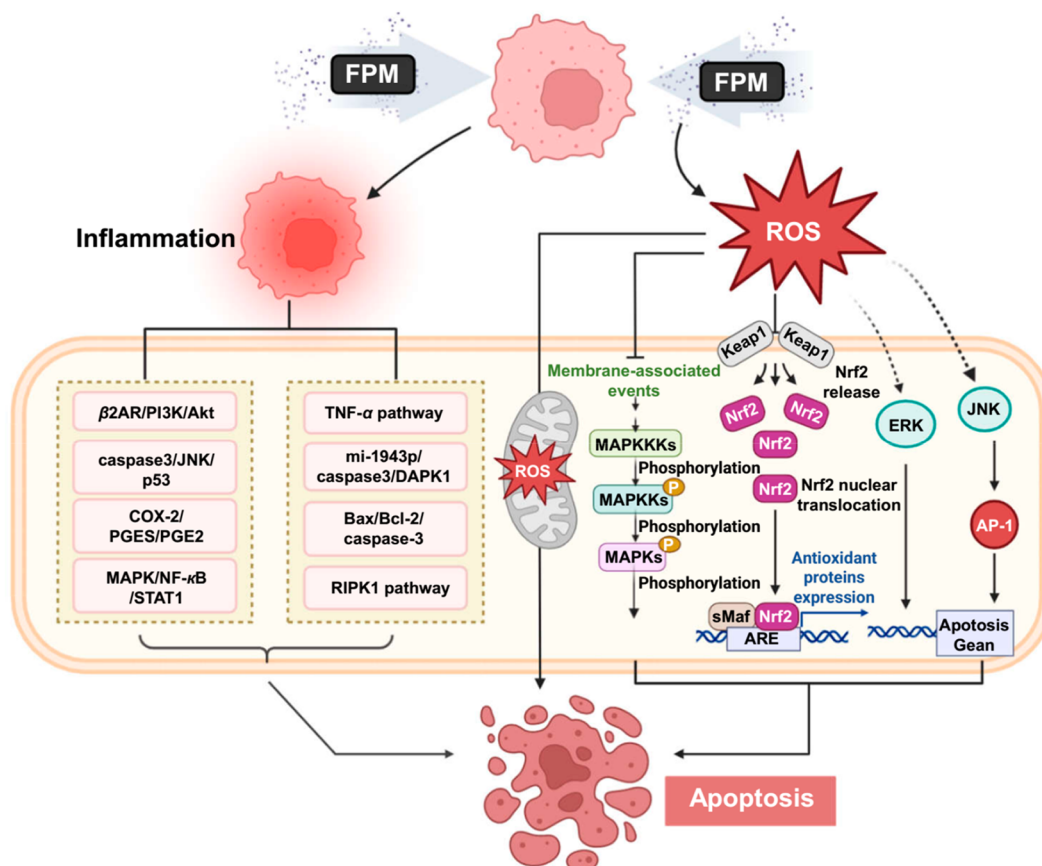 FPM
FPM
ROS
Inflammation
β2AR/PI3K/Akt
caspase3/JNK/
p53
COX-2/
PGES/PGE2
MAPK/NF-κB
/STAT1
TNF-α pathway
mi-1943p/
caspase3/DAPK1
Bax/Bcl-2/
caspase-3
RIPK1 pathway
ROS
Membrane-associated
events
MAPKKKs
Phosphorylation
P
MAPKKs
Phosphorylation
P
MAPKs
Phosphorylation
Keap1
Keap1
Nrf2
release
Nrf2
Nrf2
Nrf2
Nrf2
Nrf2 nuclear
translocation
Antioxidant
proteins
expression
sMaf
Nrf2
ARE
ERK
JNK
AP-1
Apotosis
Gean
Apoptosis